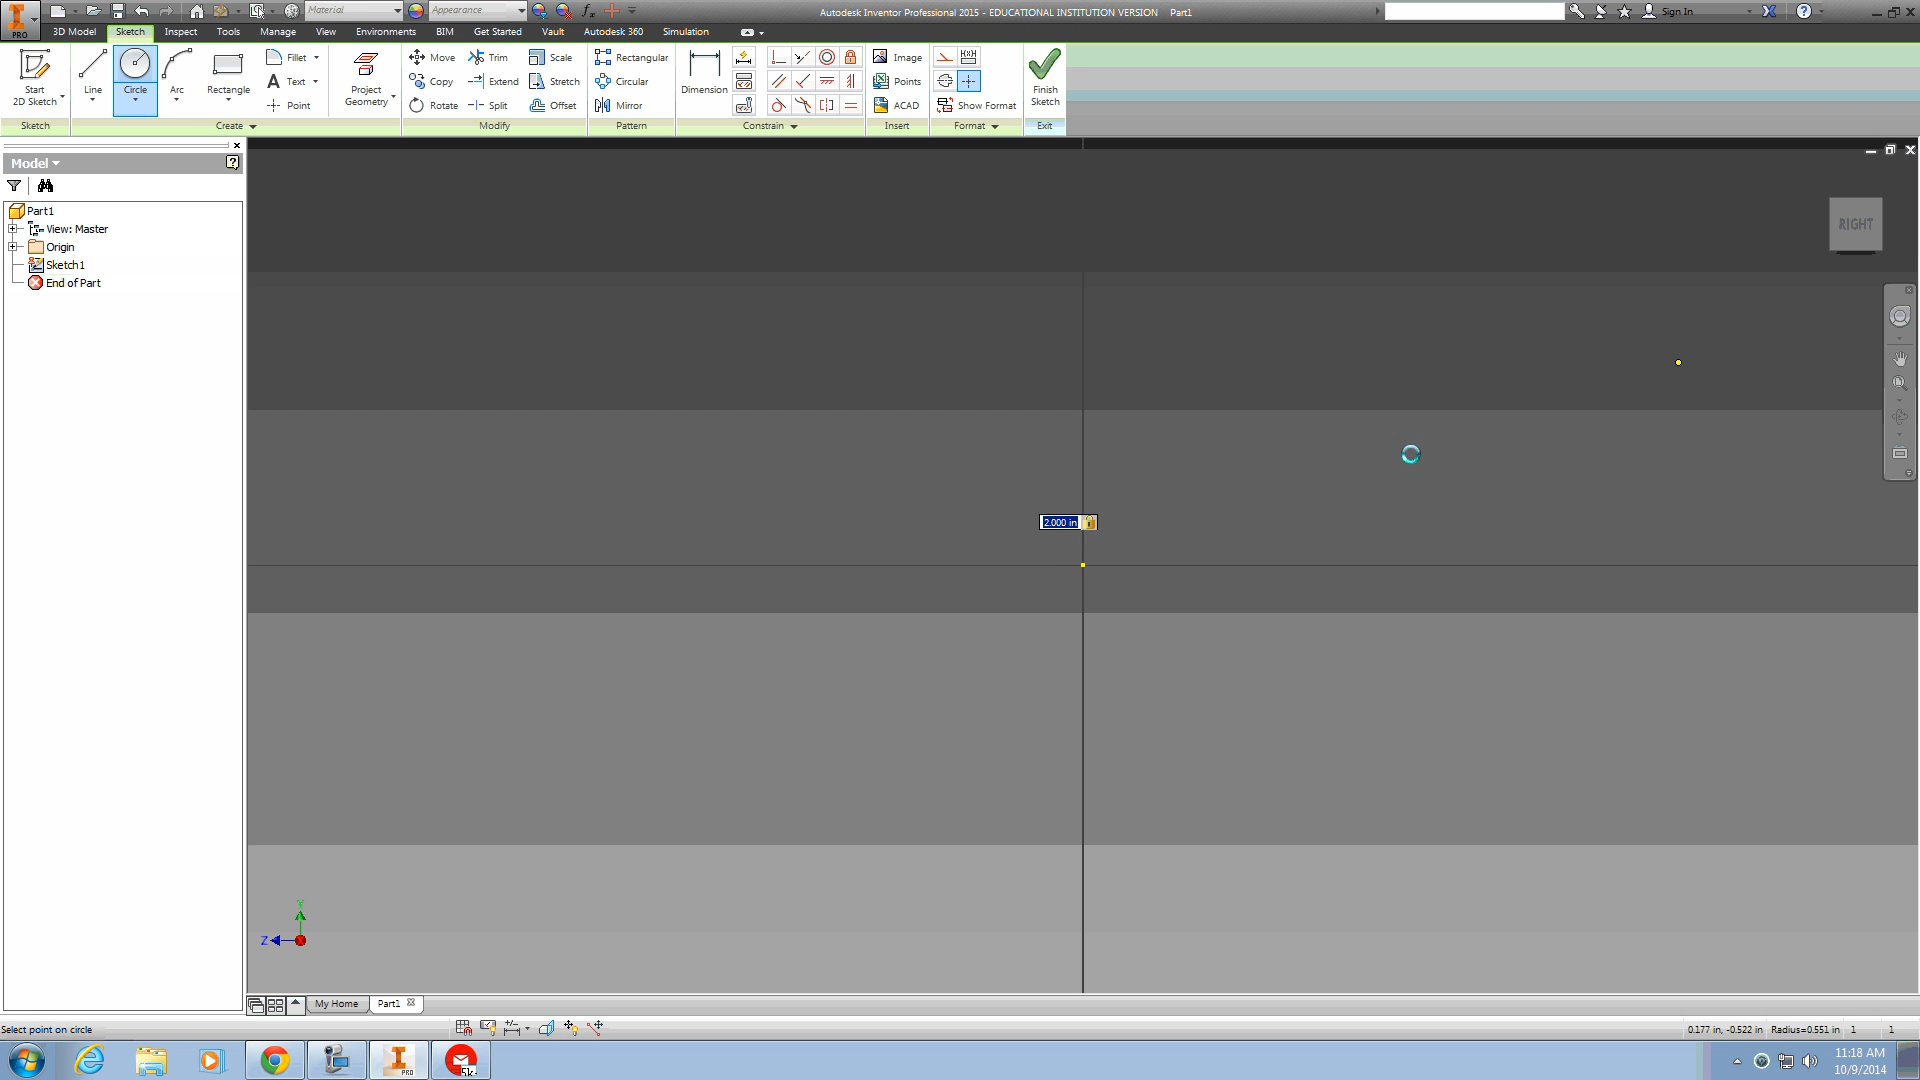 Material
Appearance
Autodesk Inventor Professional 2015 - EDUCATIONAL INSTITUTION VERSION Part1
Sign In
PRO
3D Model Sketch Inspect Tools Manage View Environments BIM Get Started Vault Autodesk 360 Simulation
Start
2D Sketch
Line
Circle
Arc
Rectangle
Fillet
Text
Point
Project
Geometry
Move
Copy
Rotate
Trim
Extend
Split
Scale
Stretch
Offset
Rectangular
Circular
Mirror
Dimension
Image
Points
ACAD
Show Format
Finish
Sketch
Sketch Create Modify Pattern Constrain Insert Format Exit
Model
Part1
View: Master
Origin
Sketch1
End of Part
RIGHT
2.000 in
Y
Z
My Home Part1
Select point on circle
0.177 in, -0.522 in Radius=0.551 in 1 1
PRO
5k+
11:18 AM
10/9/2014